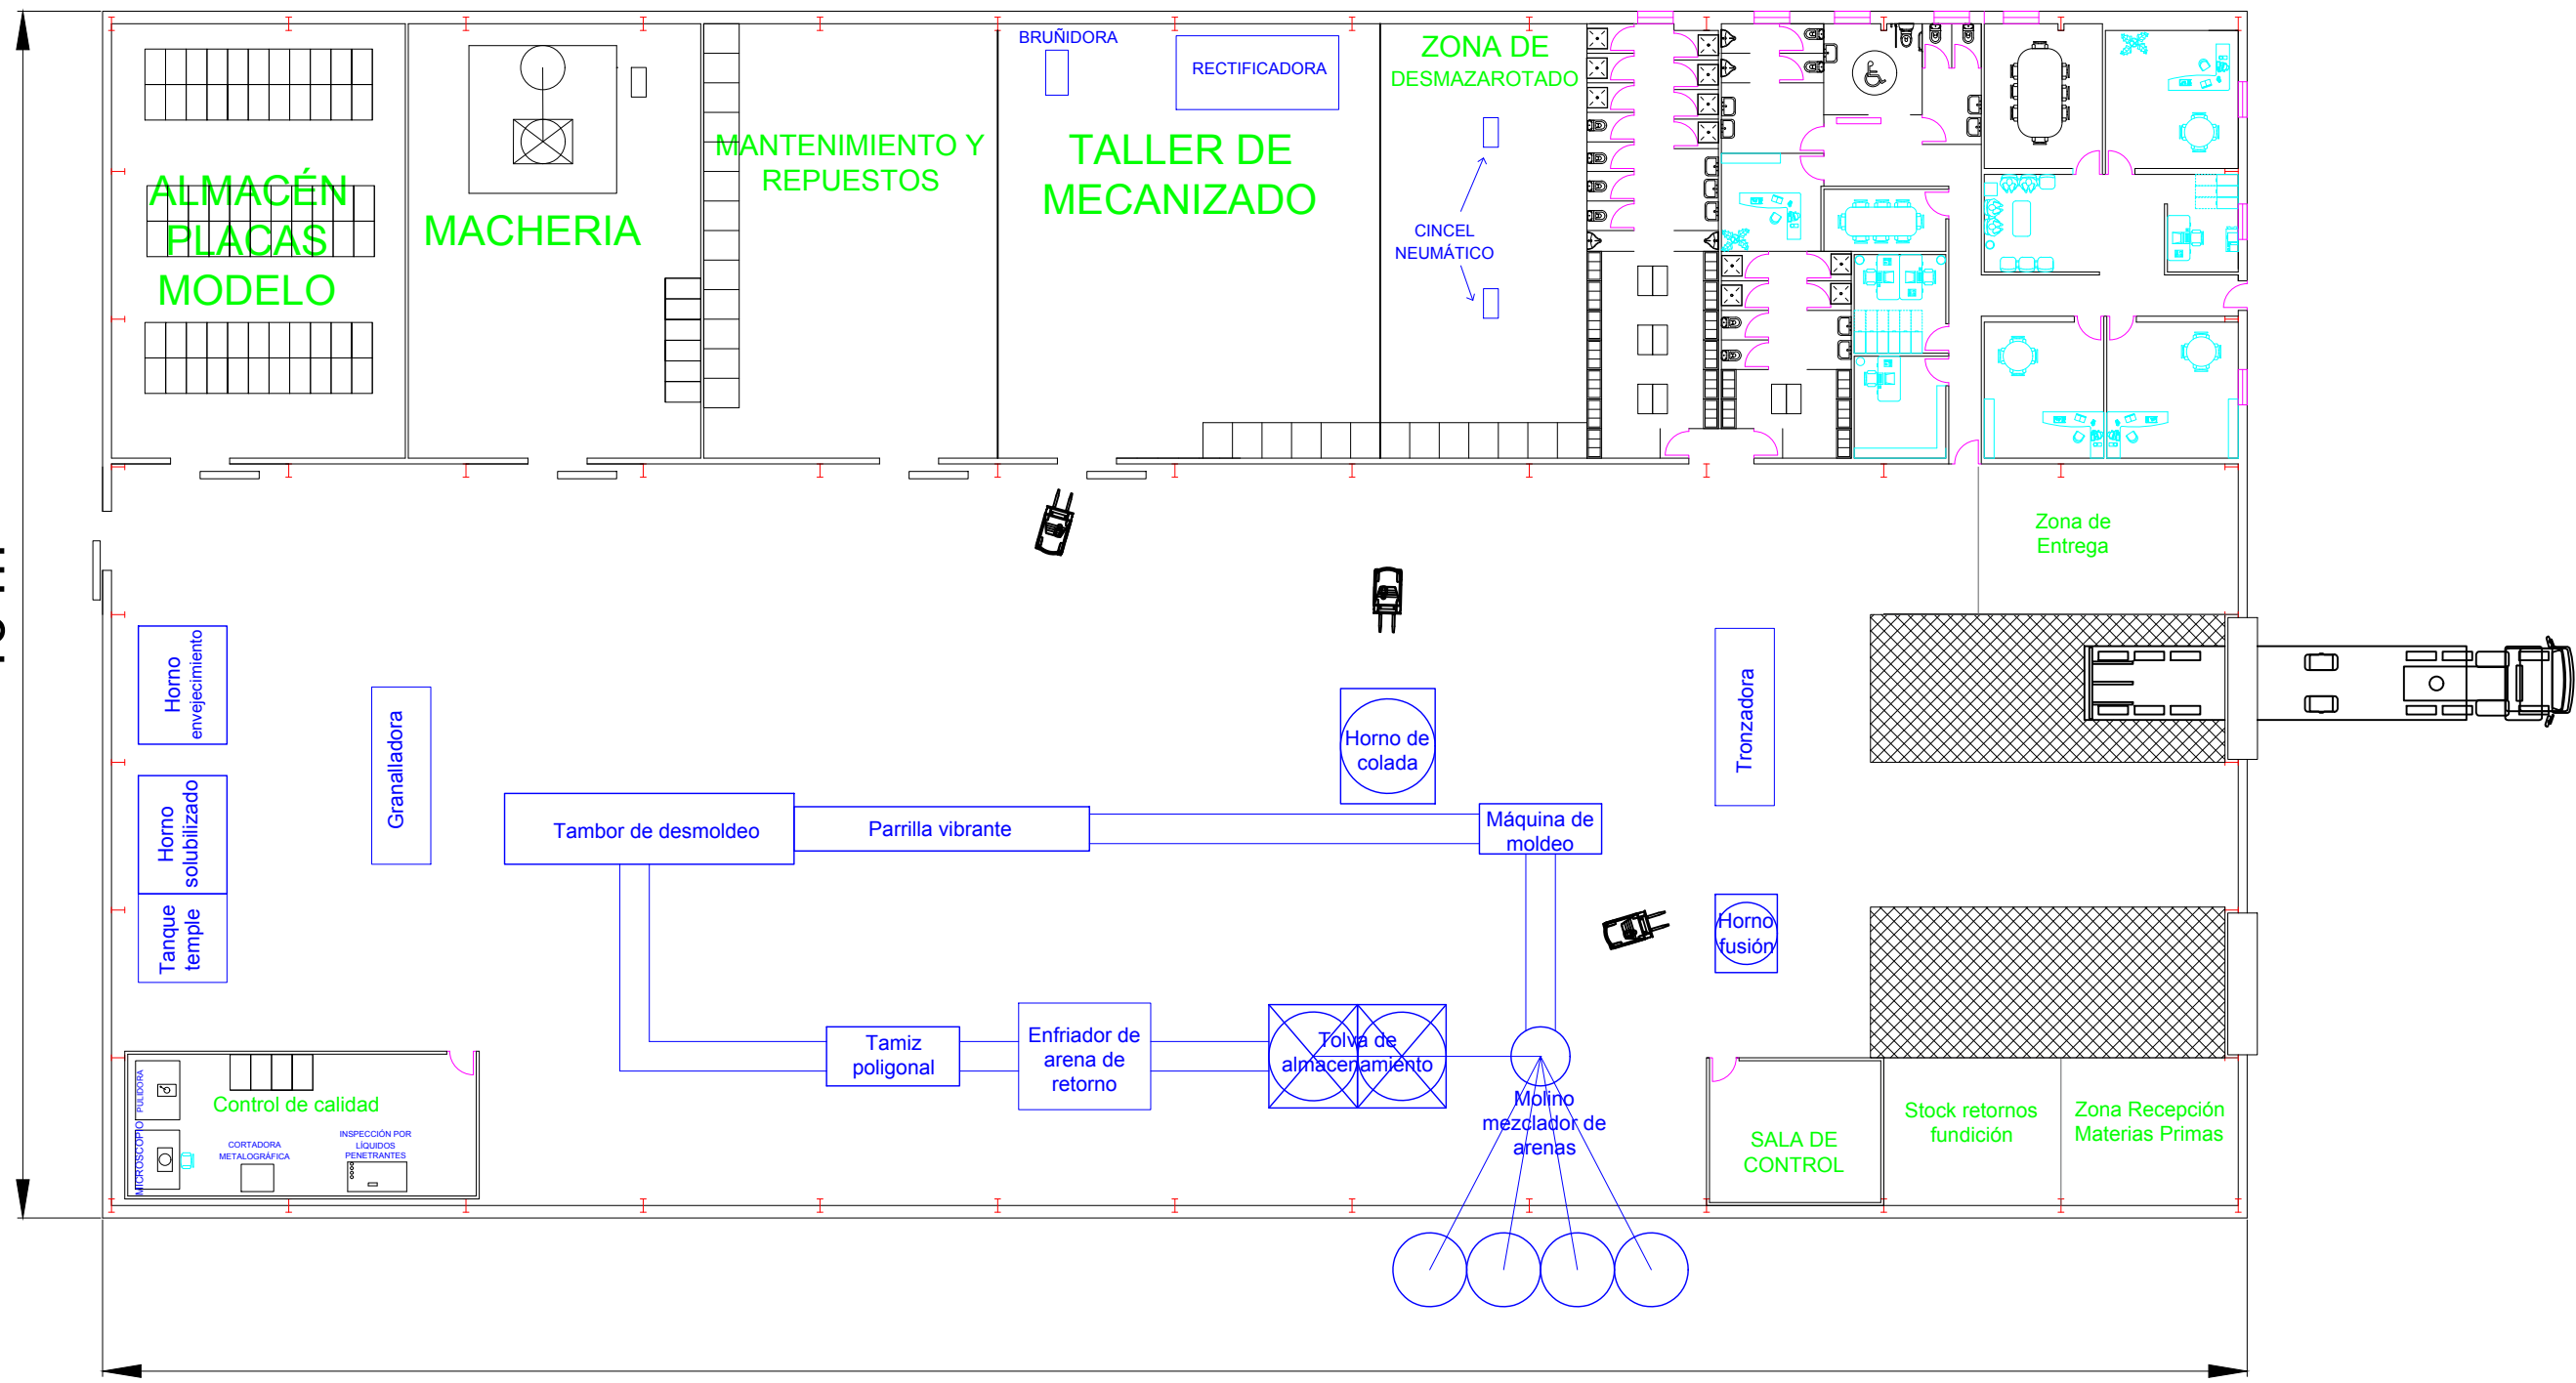 BRUÑIDORA
RECTIFICADORA
ZONA DE
DESMAZAROTADO
ALMACÉN
PLACAS
MODELO
MACHERIA
MANTENIMIENTO Y
REPUESTOS
TALLER DE
MECANIZADO
CINCEL
NEUMÁTICO
Zona de
Entrega
Horno
envejecimiento
Granalladora
Horno de
colada
Tronzadora
Horno
solubilizado
Tambor de desmoldeo
Parrilla vibrante
Máquina de
moldeo
Tanque
temple
Horno
fusión
Tamiz
poligonal
Enfriador de
arena de
retorno
Tolva de
almacenamiento
Molino
mezclador de
arenas
PULIDORA
Control de calidad
MICROSCOPIO
CORTADORA
METALOGRÁFICA
INSPECCIÓN POR
LÍQUIDOS
PENETRANTES
SALA DE
CONTROL
Stock retornos
fundición
Zona Recepción
Materias Primas